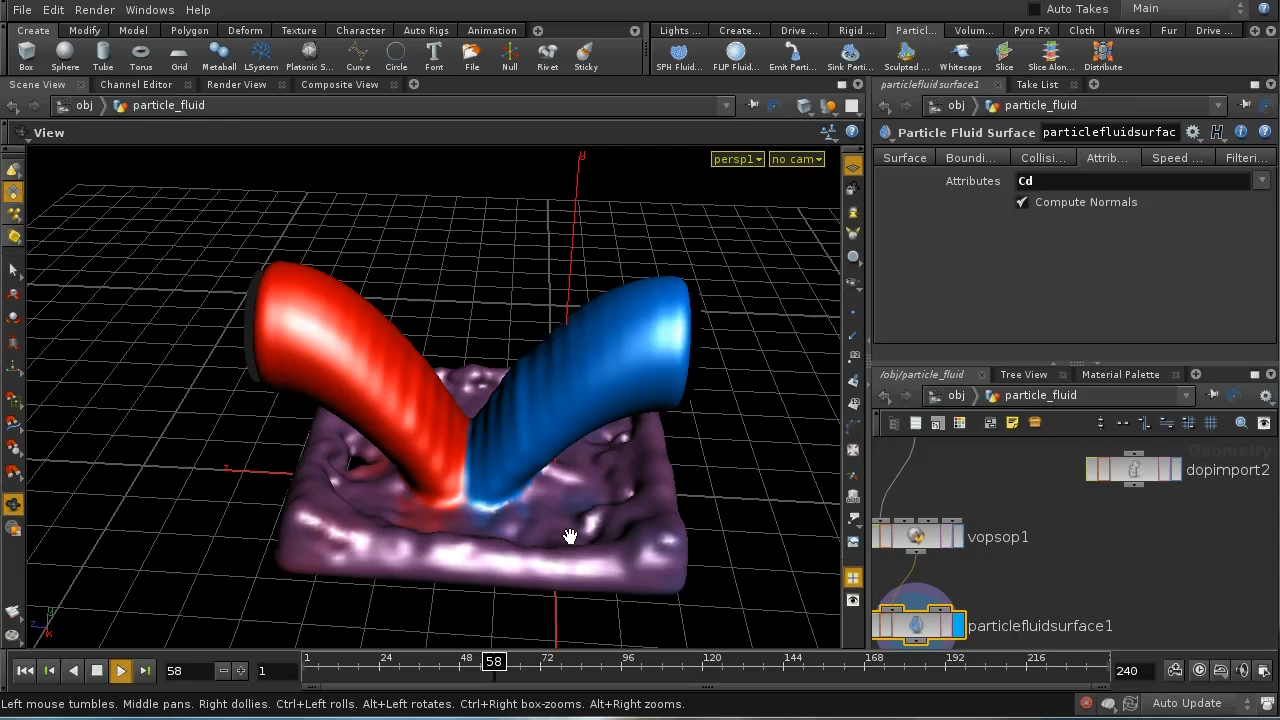 File Edit Render Windows Help Auto Takes Main
Create Modify Model Polygon Deform Texture Character Auto Rigs Animation Lights ... Create... Drive ... Rigid ... Particl... Volum... Pyro FX Cloth Wires Fur Drive ...
Box Sphere Tube Torus Grid Metaball LSystem Platonic S... Curve Circle Font File Null Rivet Sticky SPH Fluid... FLIP Fluid... Emit Parti... Sink Parti... Sculpted ... Whitecaps Slice Slice Alon... Distribute
Scene View Channel Editor Render View Composite View particlefluidsurface1 Take List
obj particle_fluid obj particle_fluid
View Particle Fluid Surface particlefluidsurfac
persp1 no cam
Surface Boundi... Collisi... Attrib... Speed ... Filteri...
Attributes Cd
Compute Normals
y
z
/obj/particle_fluid Tree View Material Palette
obj particle_fluid
Geometry
dopimport2
vopsop1
particlefluidsurface1
y
z
x
58 1 1 24 48 58 72 96 120 144 168 192 216 240
Left mouse tumbles. Middle pans. Right dollies. Ctrl+Left rolls. Alt+Left rotates. Ctrl+Right box-zooms. Alt+Right zooms. Auto Update